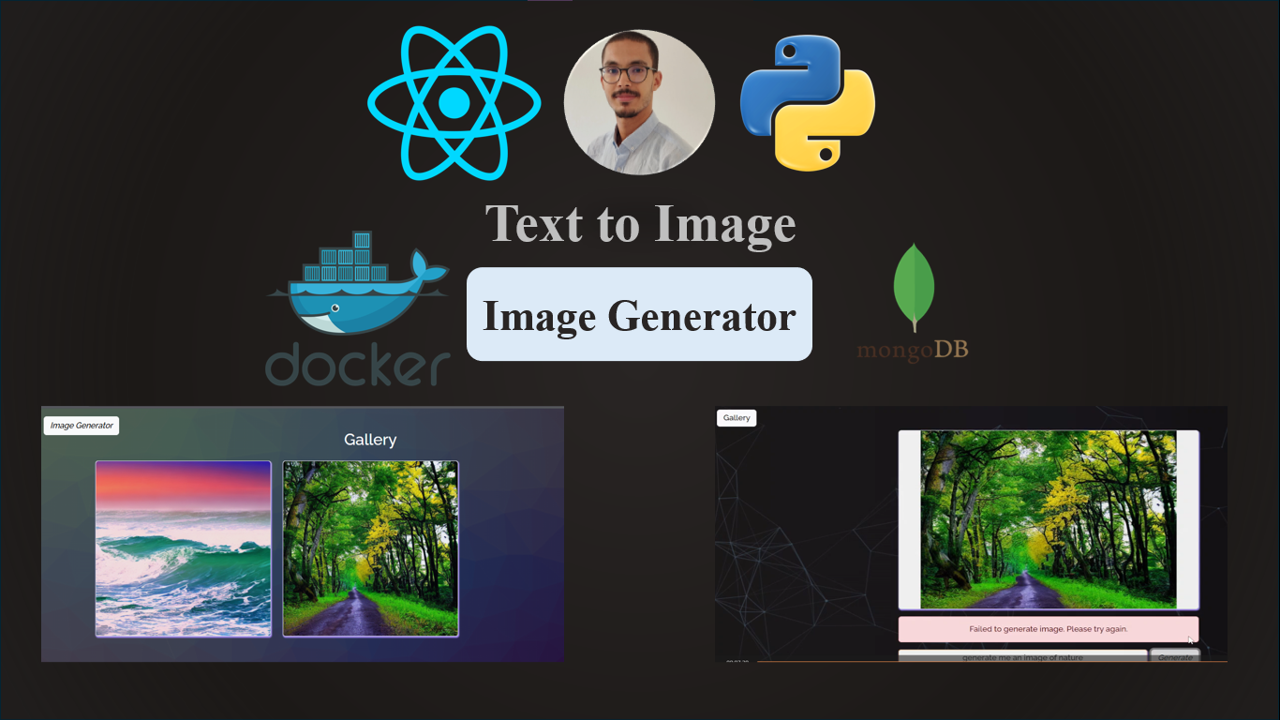 Text to Image
docker
Image Generator
mongoDB
Image Generator
Gallery
Gallery
Failed to generate image. Please try again.
generate me an image of nature
Generate